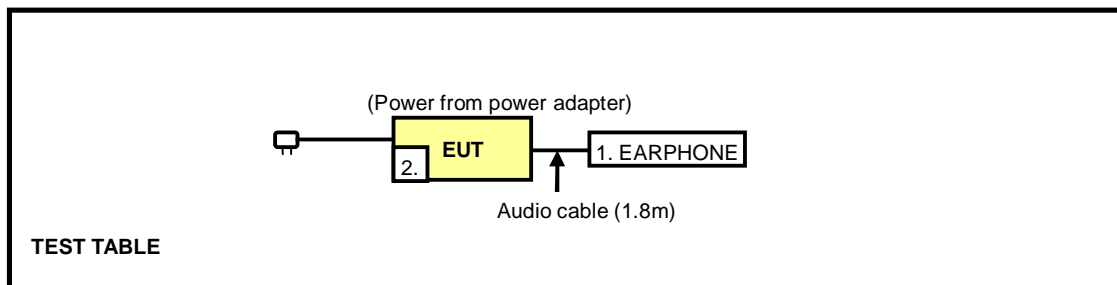 (Power from power adapter)
EUT
2.
1. EARPHONE
Audio cable (1.8m)
TEST TABLE